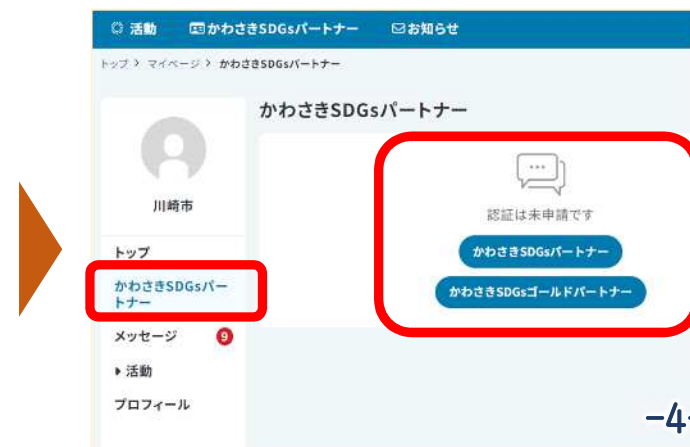 活動 かわさきSDGsパートナー お知らせ
トップ > マイページ > かわさきSDGsパートナー
かわさきSDGsパートナー
川崎市
トップ
かわさきSDGsパー
トナー
メッセージ 9
活動
プロフィール
認証は未申請です
かわさきSDGsパートナー
かわさきSDGsゴールドパートナー
-4-